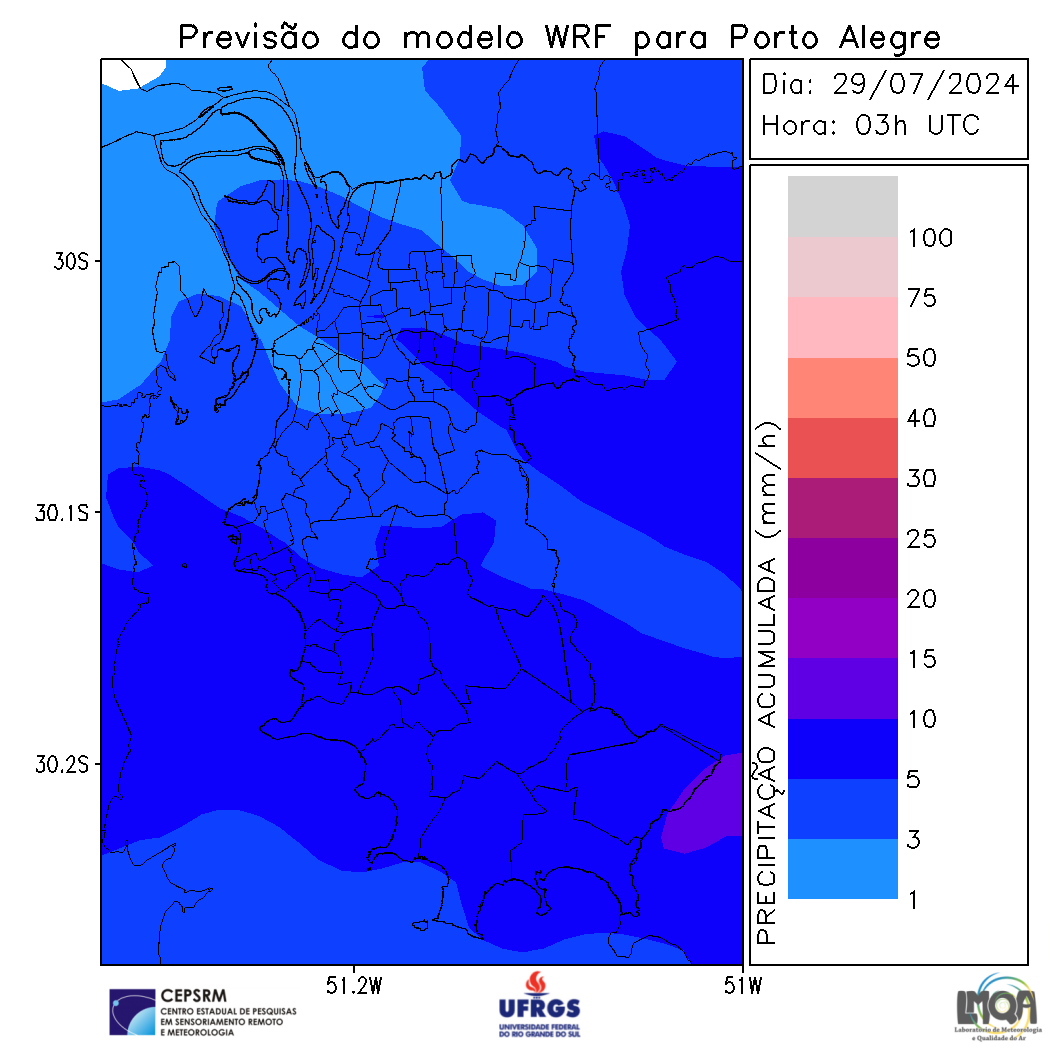 Previsão do modelo WRF para Porto Alegre
Dia: 29/07/2024
Hora: 03h UTC
30S
30.1S
30.2S
51.2W
51W
PRECIPITAÇÃO ACUMULADA (mm/h)
100
75
50
40
30
25
20
15
10
5
3
1
CEPSRM
CENTRO ESTADUAL DE PESQUISAS
EM SENSORIAMENTO REMOTO
E METEOROLOGIA
UFRGS
UNIVERSIDADE FEDERAL
DO RIO GRANDE DO SUL
LMQA
Laboratório de Meteorologia
e Qualidade do Ar